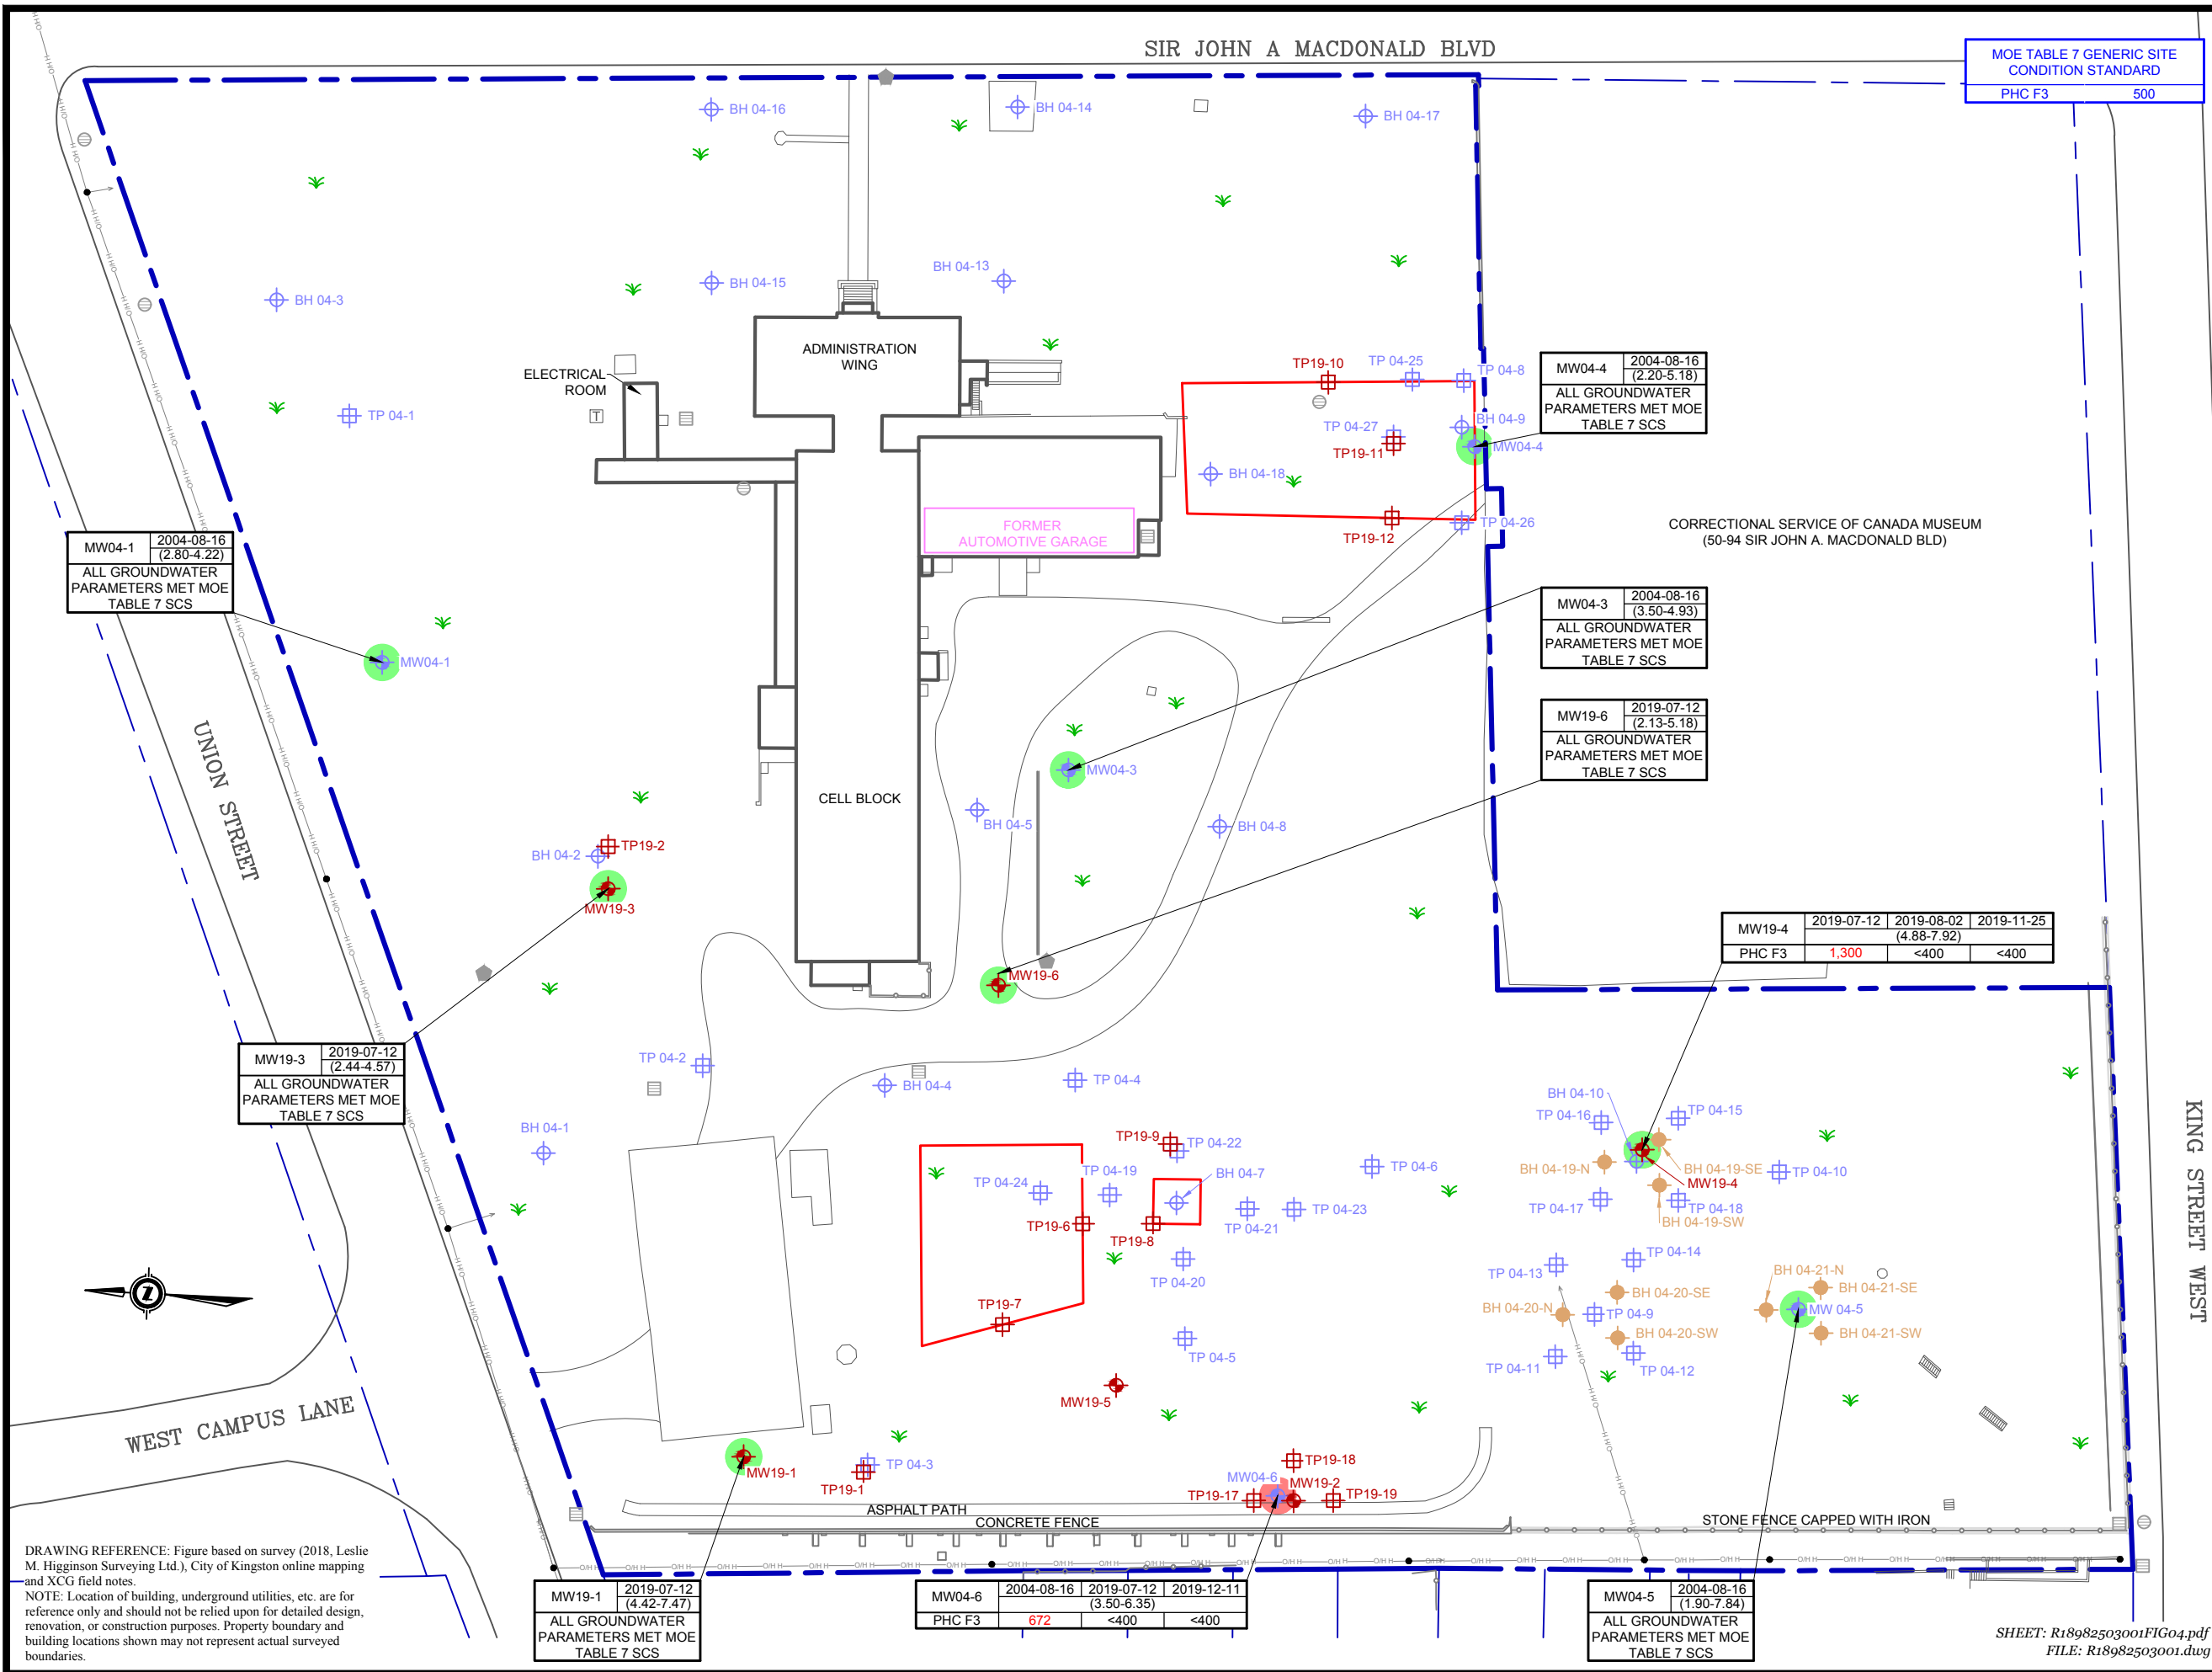 SIR JOHN A MACDONALD BLVD
MOE TABLE 7 GENERIC SITE
CONDITION STANDARD
PHC F3 500
BH 04-16
BH 04-14
BH 04-17
BH 04-3
BH 04-15
BH 04-13
ADMINISTRATION
WING
ELECTRICAL
ROOM
T
TP 04-1
TP19-10
TP 04-25
TP 04-8
BH 04-9
TP 04-27
TP19-11
MW04-4
BH 04-18
TP19-12
TP 04-26
MW04-4 2004-08-16
(2.20-5.18)
ALL GROUNDWATER
PARAMETERS MET MOE
TABLE 7 SCS
FORMER
AUTOMOTIVE GARAGE
CORRECTIONAL SERVICE OF CANADA MUSEUM
(50-94 SIR JOHN A. MACDONALD BLD)
MW04-1 2004-08-16
(2.80-4.22)
ALL GROUNDWATER
PARAMETERS MET MOE
TABLE 7 SCS
MW04-1
MW04-3 2004-08-16
(3.50-4.93)
ALL GROUNDWATER
PARAMETERS MET MOE
TABLE 7 SCS
MW19-6 2019-07-12
(2.13-5.18)
ALL GROUNDWATER
PARAMETERS MET MOE
TABLE 7 SCS
UNION STREET
MW04-3
CELL BLOCK
BH 04-5
BH 04-8
TP19-2
BH 04-2
MW19-3
MW19-6
MW19-4 2019-07-12 2019-08-02 2019-11-25
(4.88-7.92)
PHC F3 1,300 <400 <400
MW19-3 2019-07-12
(2.44-4.57)
ALL GROUNDWATER
PARAMETERS MET MOE
TABLE 7 SCS
TP 04-2
BH 04-4
TP 04-4
BH 04-1
TP19-9
TP 04-22
TP 04-19
BH 04-7
TP 04-24
TP19-6
TP19-8
TP 04-21
TP 04-23
TP 04-6
TP 04-20
TP19-7
TP 04-5
MW19-5
BH 04-10
TP 04-16
TP 04-15
BH 04-19-N
BH 04-19-SE
TP 04-10
MW19-4
TP 04-17
TP 04-18
BH 04-19-SW
TP 04-14
TP 04-13
BH 04-21-N
BH 04-20-SE
BH 04-21-SE
BH 04-20-N
TP 04-9
MW 04-5
BH 04-20-SW
BH 04-21-SW
TP 04-11
TP 04-12
KING STREET WEST
Z
WEST CAMPUS LANE
MW19-1
TP 04-3
TP19-1
TP19-18
MW04-6
MW19-2
TP19-17
TP19-19
ASPHALT PATH
CONCRETE FENCE
STONE FENCE CAPPED WITH IRON
DRAWING REFERENCE: Figure based on survey (2018, Leslie
M. Higginson Surveying Ltd.), City of Kingston online mapping
and XCG field notes.
NOTE: Location of building, underground utilities, etc. are for
reference only and should not be relied upon for detailed design,
renovation, or construction purposes. Property boundary and
building locations shown may not represent actual surveyed
boundaries.
MW19-1 2019-07-12
(4.42-7.47)
ALL GROUNDWATER
PARAMETERS MET MOE
TABLE 7 SCS
MW04-6 2004-08-16 2019-07-12 2019-12-11
(3.50-6.35)
PHC F3 672 <400 <400
MW04-5 2004-08-16
(1.90-7.84)
ALL GROUNDWATER
PARAMETERS MET MOE
TABLE 7 SCS
SHEET: R18982503001FIG04.pdf
FILE: R18982503001.dwg